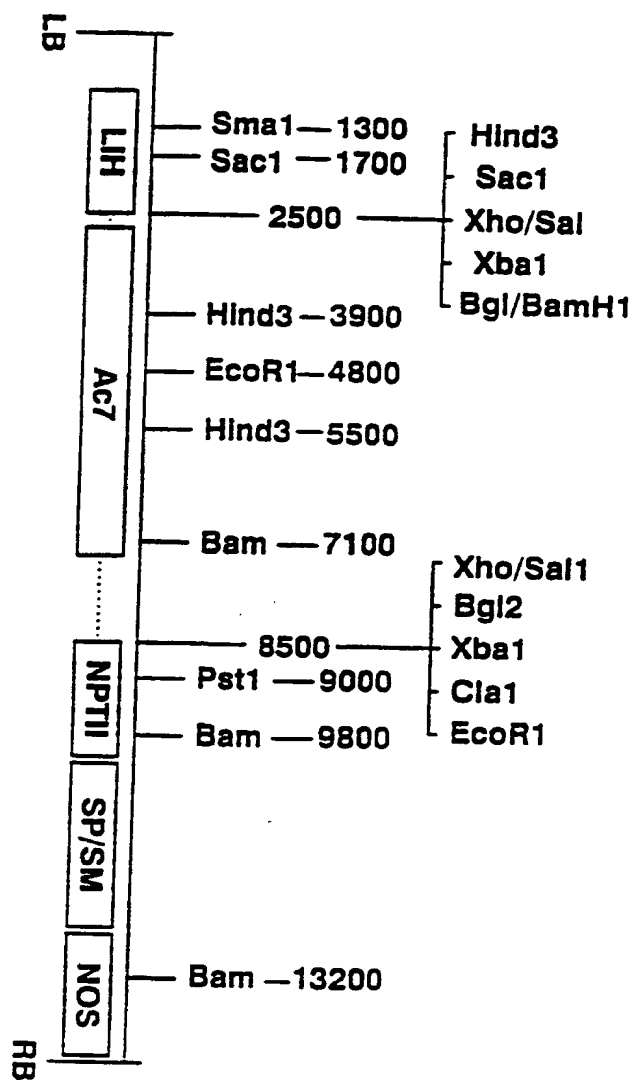 LB
LIH
Sma1—1300
Sac1 —1700
2500
Hind3
Sac1
Xho/Sal
Xba1
Bgl/BamH1
Ac7
Hind3—3900
EcoR1—4800
Hind3—5500
Bam —7100
8500
Xho/Sal1
Bgl2
Xba1
Cla1
EcoR1
NPTII
Pst1 —9000
Bam —9800
SP/SM
NOS
Bam —13200
RB